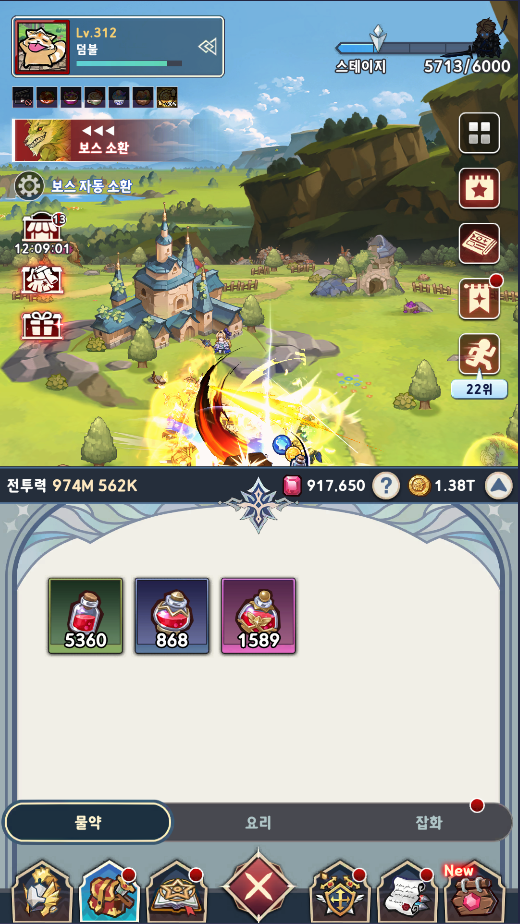 Lv.312
덤불
스테이지 5713/6000
◀◀◀
보스 소환
보스 자동 소환
13
12:09:01
22위
전투력 974M 562K
917,650
?
1.38T
5360
868
1589
물약
요리
잡화
New